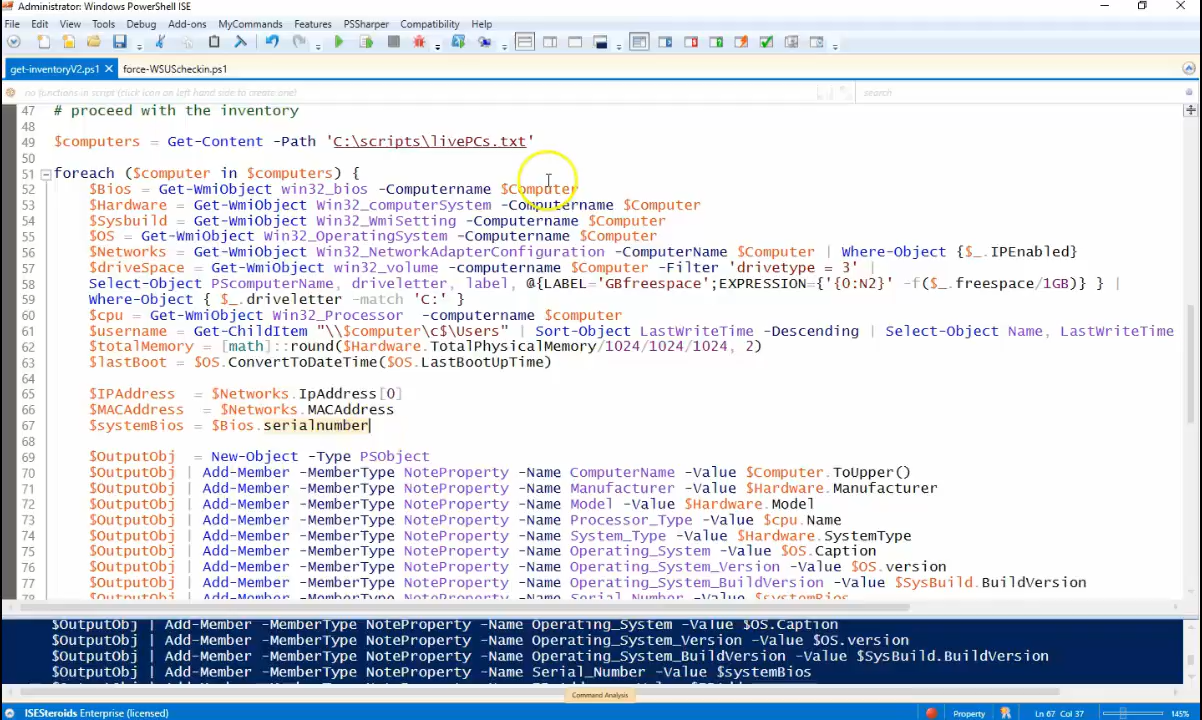 Administrator: Windows PowerShell ISE
File Edit View Tools Debug Add-ons MyCommands Features PSSharper Compatibility Help
get-inventoryV2.ps1 force-WSUScheckin.ps1
no functions in script (click icon on left hand side to create one) search
47 # proceed with the inventory
48
49 $computers = Get-Content -Path 'C:\scripts\livePCs.txt'
50
51 foreach ($computer in $computers) {
52 $Bios = Get-WmiObject win32_bios -Computername $Computer
53 $Hardware = Get-WmiObject Win32_computerSystem -Computername $Computer
54 $Sysbuild = Get-WmiObject Win32_WmiSetting -Computername $Computer
55 $OS = Get-WmiObject Win32_OperatingSystem -Computername $Computer
56 $Networks = Get-WmiObject Win32_NetworkAdapterConfiguration -ComputerName $Computer | Where-Object {$_.IPEnabled}
57 $driveSpace = Get-WmiObject win32_volume -computername $Computer -Filter 'drivetype = 3' |
58 Select-Object PScomputerName, driveletter, label, @{LABEL='GBfreespace';EXPRESSION={'{0:N2}' -f($_.freespace/1GB)} } |
59 Where-Object { $_.driveletter -match 'C:' }
60 $cpu = Get-WmiObject Win32_Processor -computername $Computer
61 $username = Get-ChildItem "\\$computer\c$\Users" | Sort-Object LastWriteTime -Descending | Select-Object Name, LastWriteTime
62 $totalMemory = [math]::round($Hardware.TotalPhysicalMemory/1024/1024/1024, 2)
63 $lastBoot = $OS.ConvertToDateTime($OS.LastBootUpTime)
64
65 $IPAddress = $Networks.IpAddress[0]
66 $MACAddress = $Networks.MACAddress
67 $systemBios = $Bios.serialnumber
68
69 $OutputObj = New-Object -Type PSObject
70 $OutputObj | Add-Member -MemberType NoteProperty -Name ComputerName -Value $Computer.ToUpper()
71 $OutputObj | Add-Member -MemberType NoteProperty -Name Manufacturer -Value $Hardware.Manufacturer
72 $OutputObj | Add-Member -MemberType NoteProperty -Name Model -Value $Hardware.Model
73 $OutputObj | Add-Member -MemberType NoteProperty -Name Processor_Type -Value $cpu.Name
74 $OutputObj | Add-Member -MemberType NoteProperty -Name System_Type -Value $Hardware.SystemType
75 $OutputObj | Add-Member -MemberType NoteProperty -Name Operating_System -Value $OS.Caption
76 $OutputObj | Add-Member -MemberType NoteProperty -Name Operating_System_Version -Value $OS.version
77 $OutputObj | Add-Member -MemberType NoteProperty -Name Operating_System_BuildVersion -Value $SysBuild.BuildVersion
78 $OutputObj | Add-Member -MemberType NoteProperty -Name Serial_Number -Value $systemBios
$OutputObj | Add-Member -MemberType NoteProperty -Name Operating_System -Value $OS.Caption
$OutputObj | Add-Member -MemberType NoteProperty -Name Operating_System_Version -Value $OS.version
$OutputObj | Add-Member -MemberType NoteProperty -Name Operating_System_BuildVersion -Value $SysBuild.BuildVersion
$OutputObj | Add-Member -MemberType NoteProperty -Name Serial_Number -Value $systemBios
Command Analysis
ISESteroids Enterprise (licensed) Property Ln 67 Col 37 145%